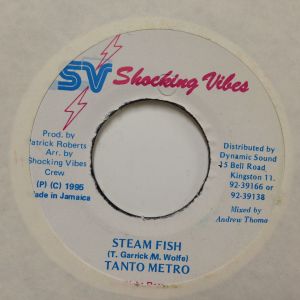 SV Shocking Vibes
Prod. by
Patrick Roberts
Arr. by
Shocking Vibes
Crew
(P) (C) 1995
Made in Jamaica
Distributed by
Dynamic Sound
15 Bell Road
Kingston 11.
92-39166 or
92-39138
Mixed by
Andrew Thoma
STEAM FISH
(T. Garrick/M. Wolfe)
TANTO METRO